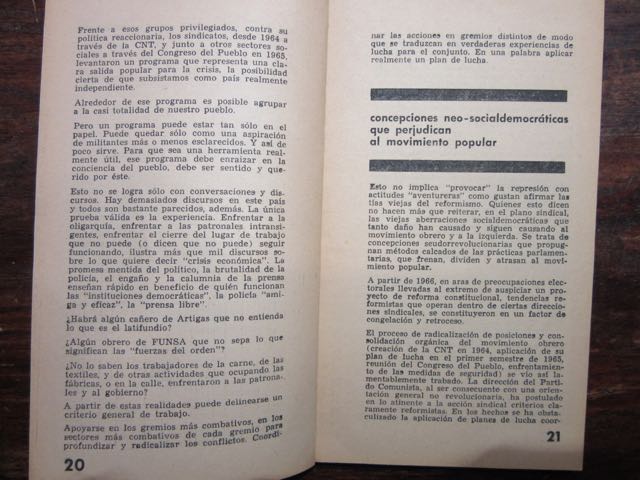 Frente a esos grupos privilegiados, contra su
política reaccionaria, los sindicatos, desde 1964 a
través de la CNT, y junto a otros sectores so-
ciales a través del Congreso del Pueblo en 1965,
levantaron un programa que representa una cla-
ra salida popular para la crisis, la posibilidad
cierta de que subsistamos como país realmente
independiente.
Alrededor de ese programa es posible agrupar
a la casi totalidad de nuestro pueblo.
Pero un programa puede estar tan sólo en el
papel. Puede quedar sólo como una aspiración
de militantes más o menos esclarecidos. Y así de
poco sirve. Para que sea una herramienta real-
mente útil, ese programa debe enraizar en la
conciencia del pueblo, debe ser sentido y que-
rido por éste.
Esto no se logra sólo con conversaciones y dis-
cursos. Hay demasiados discursos en este país
y todos son bastante parecidos, además. La única
prueba válida es la experiencia. Enfrentar a la
oligarquía, enfrentar a las patronales intransi-
gentes, enfrentar el cierre del lugar de trabajo
que no puede (o dicen que no puede) seguir
funcionando, ilustra más que mil discursos so-
bre lo que quiere decir "crisis económica". La
promesa mentida del político, la brutalidad de la
policía, el engaño y la calumnia de la prensa
enseñan rápido en beneficio de quién funcionan
las "instituciones democráticas", la policía "ami-
ga y eficaz", la "prensa libre".
¿Habrá algún cañero de Artigas que no entienda
lo que es el latifundio?
¿Algún obrero de FUNSA que no sepa lo que
significan las "fuerzas del orden"?
¿No lo saben los trabajadores de la carne, de las
textiles, y de otras actividades que ocupando las
fábricas, o en la calle, enfrentaron a las patrona-
les y al gobierno?
A partir de estas realidades puede delinearse un
criterio general de trabajo.
Apoyarse en los gremios más combativos, en los
sectores más combativos de cada gremio para
profundizar y radicalizar los conflictos. Coordi-
20
nar las acciones en gremios distintos de modo
que se traduzcan en verdaderas experiencias de
lucha para el conjunto. En una palabra aplicar
realmente un plan de lucha.
concepciones neo-socialdemocráticas
que perjudican
al movimiento popular
Esto no implica "provocar" la represión con
actitudes "aventureras" como gustan afirmar las
tías viejas del reformismo. Quienes esto dicen
no hacen más que reiterar, en el plano sindical,
las viejas aberraciones socialdemocráticas que
tanto daño han causado y siguen causando al
movimiento obrero y a la izquierda. Se trata de
concepciones seudorrevolucionarias que propug-
nan métodos calcados de las prácticas parlamen-
tarias, que frenan, dividen y atrasan al mo-
vimiento popular.
A partir de 1966, en aras de preocupaciones elec-
torales llevadas al extremo de auspiciar un pro-
yecto de reforma constitucional, tendencias re-
formistas que operan dentro de ciertas direccio-
nes sindicales, se constituyeron en un factor de
congelación y retroceso.
El proceso de radicalización de posiciones y con-
solidación orgánica del movimiento obrero
(creación de la CNT en 1964, aplicación de su
plan de lucha en el primer semestre de 1965,
reunión del Congreso del Pueblo, enfrentamien-
to de las medidas de seguridad) se vio así la-
mentablemente trabado. La dirección del Parti-
do Comunista, al ser consecuente con una orien-
tación general no revolucionaria, ha postulado
en lo atinente a la acción sindical criterios cla-
ramente reformistas. En los hechos se ha obsta-
culizado la aplicación de planes de lucha coor-
21